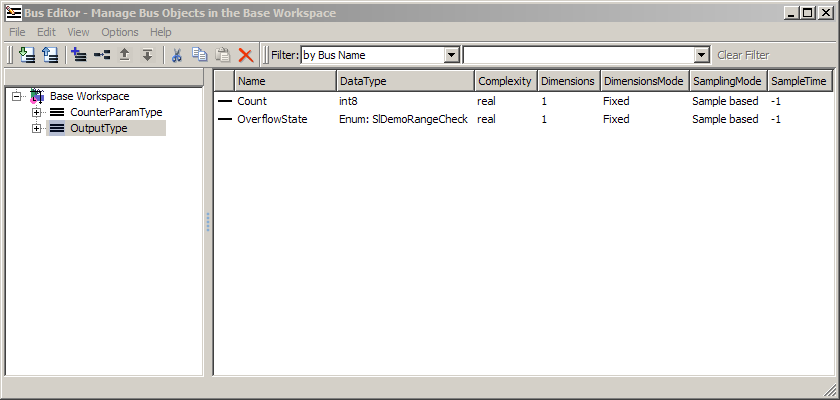 Bus Editor - Manage Bus Objects in the Base Workspace
File Edit View Options Help
Filter: by Bus Name Clear Filter
Name DataType Complexity Dimensions DimensionsMode SamplingMode SampleTime
Base Workspace
CounterParamType
OutputType
Count int8 real 1 Fixed Sample based -1
OverflowState Enum: SlDemoRangeCheck real 1 Fixed Sample based -1